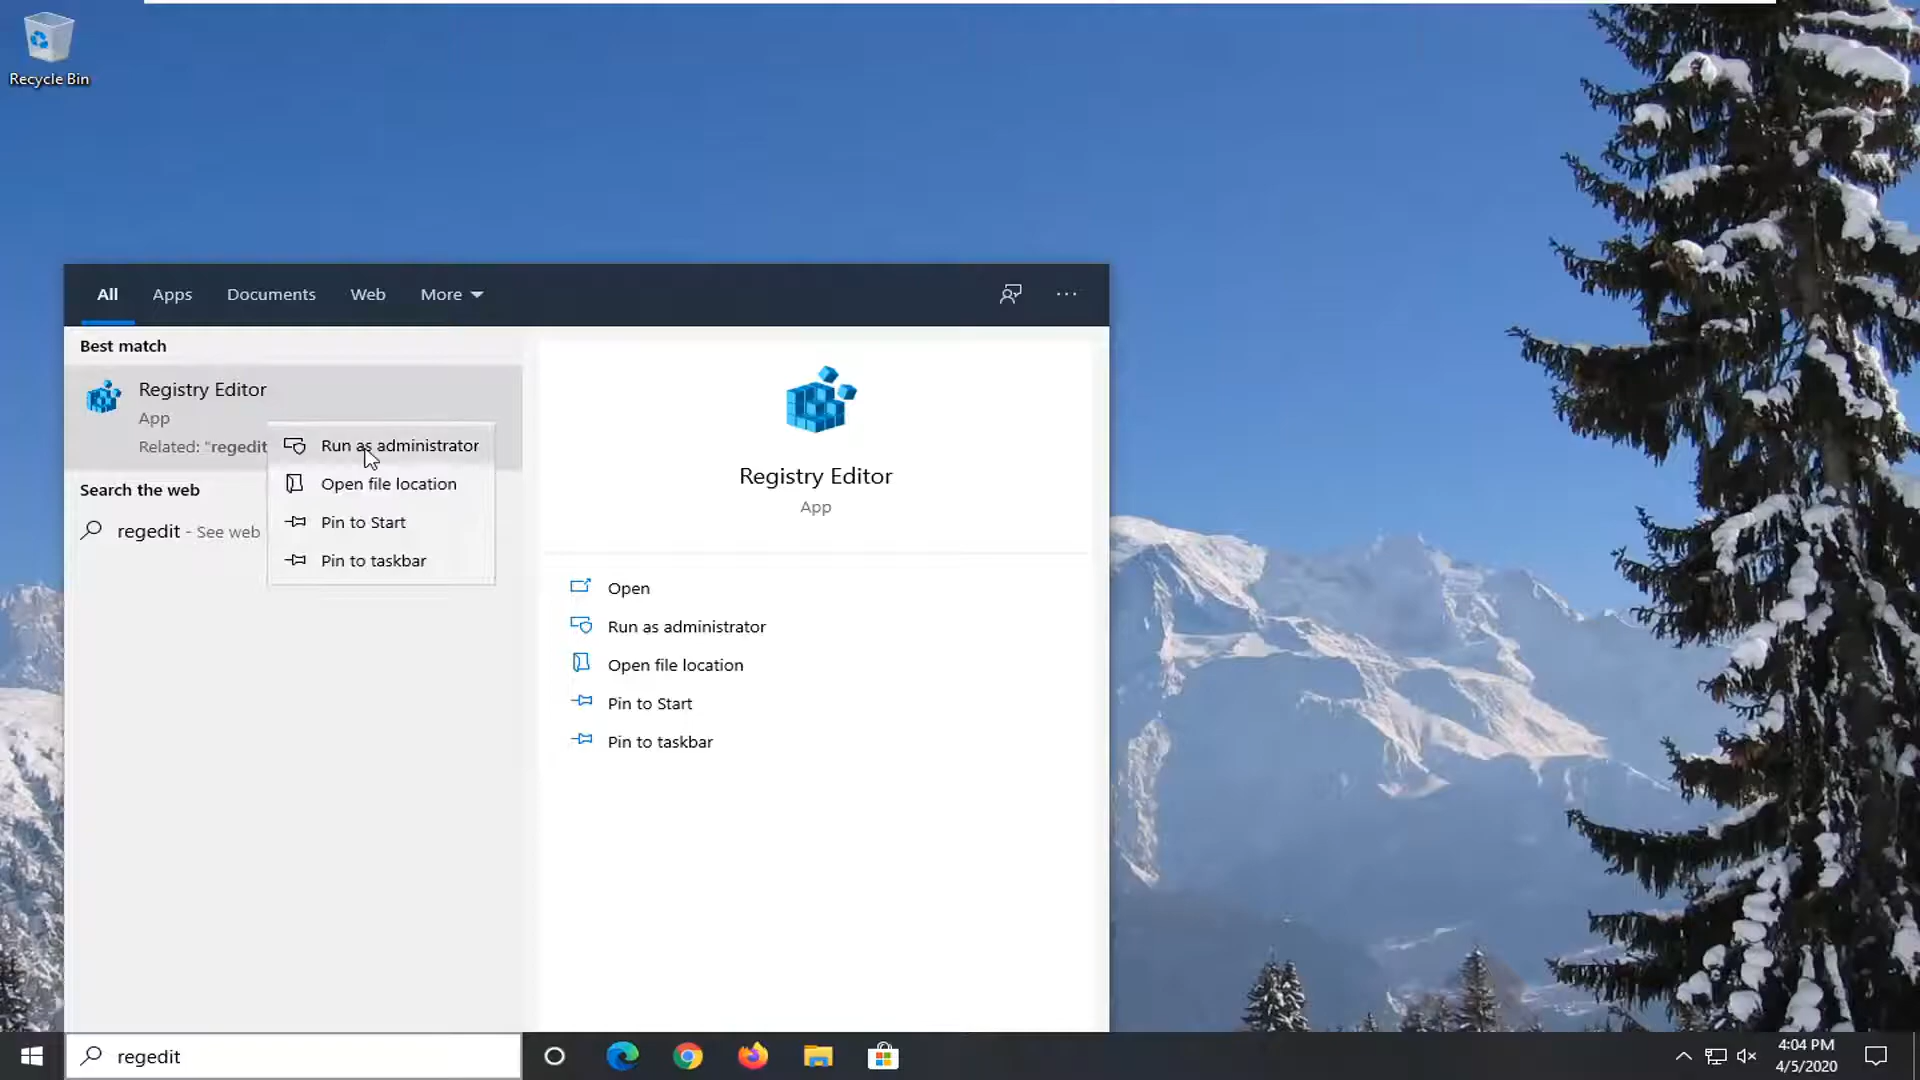 Recycle Bin
All Apps Documents Web More
Best match
Registry Editor
App
Related: "regedit
Run as administrator
Open file location
Pin to Start
Pin to taskbar
Search the web
regedit - See web
Registry Editor
App
Open
Run as administrator
Open file location
Pin to Start
Pin to taskbar
regedit
4:04 PM
4/5/2020